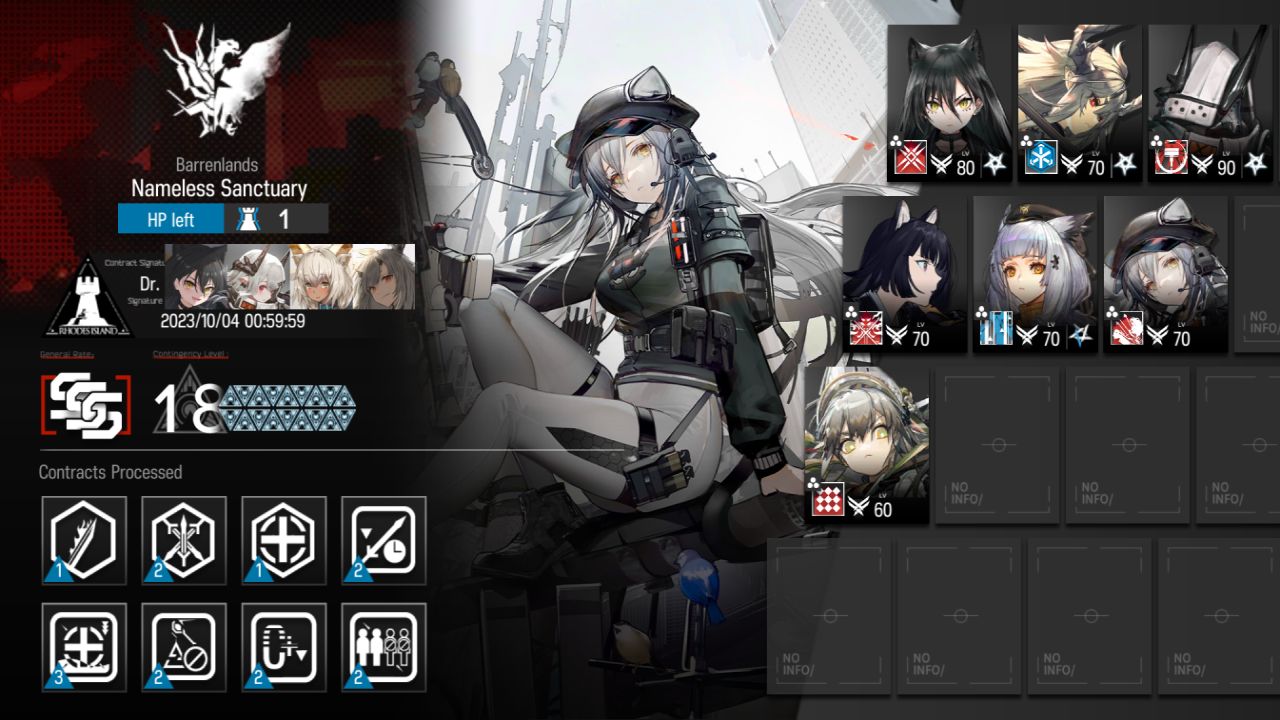 Barrenlands
Nameless Sanctuary
HP left 1
Contract Signatu
Dr.
Signature
RHODES ISLAND
2023/10/04 00:59:59
General Rate:
Contingency Level :
18
Contracts Processed
1
2
1
2
3
2
2
2
LV
80
LV
70
LV
90
LV
70
LV
70
LV
70
NO
INFO/
LV
60
NO
INFO/
NO
INFO/
NO
INFO/
NO
INFO/
NO
INFO/
NO
INFO/
NO
INFO/